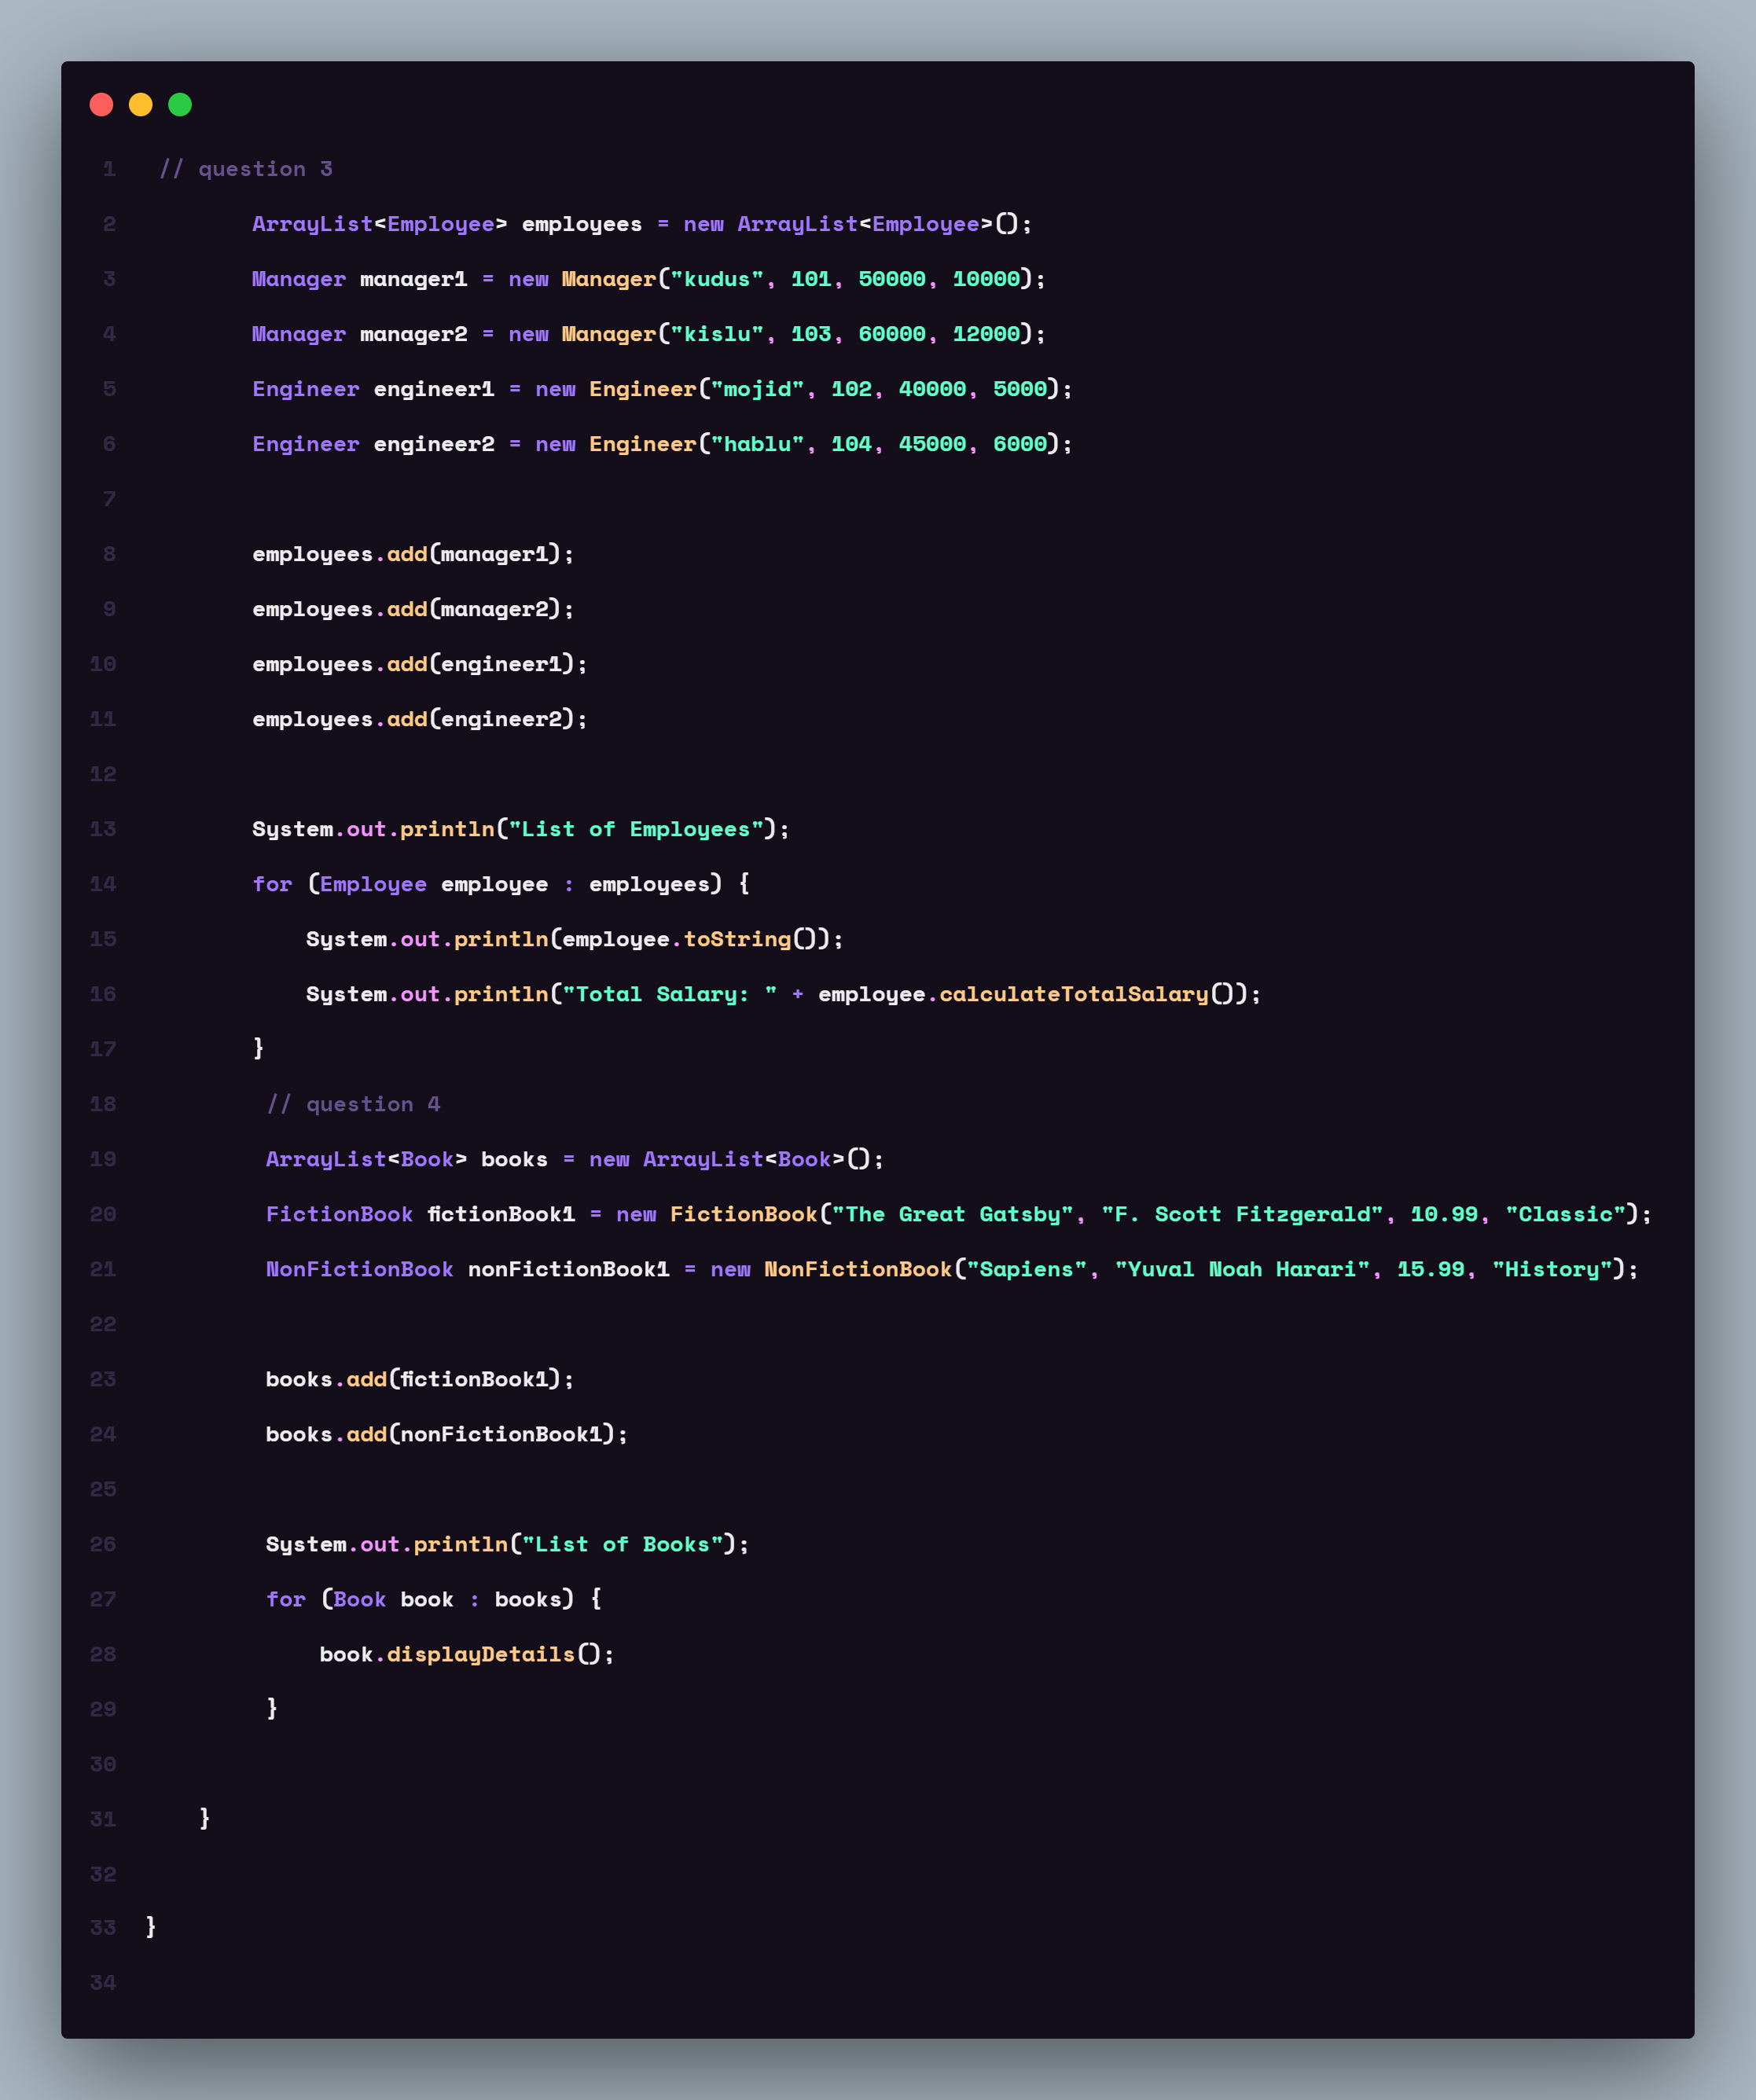 1 // question 3
2 ArrayList<Employee> employees = new ArrayList<Employee>();
3 Manager manager1 = new Manager("kudus", 101, 50000, 10000);
4 Manager manager2 = new Manager("kislu", 103, 60000, 12000);
5 Engineer engineer1 = new Engineer("mojid", 102, 40000, 5000);
6 Engineer engineer2 = new Engineer("hablu", 104, 45000, 6000);
7
8 employees.add(manager1);
9 employees.add(manager2);
10 employees.add(engineer1);
11 employees.add(engineer2);
12
13 System.out.println("List of Employees");
14 for (Employee employee : employees) {
15 System.out.println(employee.toString());
16 System.out.println("Total Salary: " + employee.calculateTotalSalary());
17 }
18 // question 4
19 ArrayList<Book> books = new ArrayList<Book>();
20 FictionBook fictionBook1 = new FictionBook("The Great Gatsby", "F. Scott Fitzgerald", 10.99, "Classic");
21 NonFictionBook nonFictionBook1 = new NonFictionBook("Sapiens", "Yuval Noah Harari", 15.99, "History");
22
23 books.add(fictionBook1);
24 books.add(nonFictionBook1);
25
26 System.out.println("List of Books");
27 for (Book book : books) {
28 book.displayDetails();
29 }
30
31 }
32
33 }
34